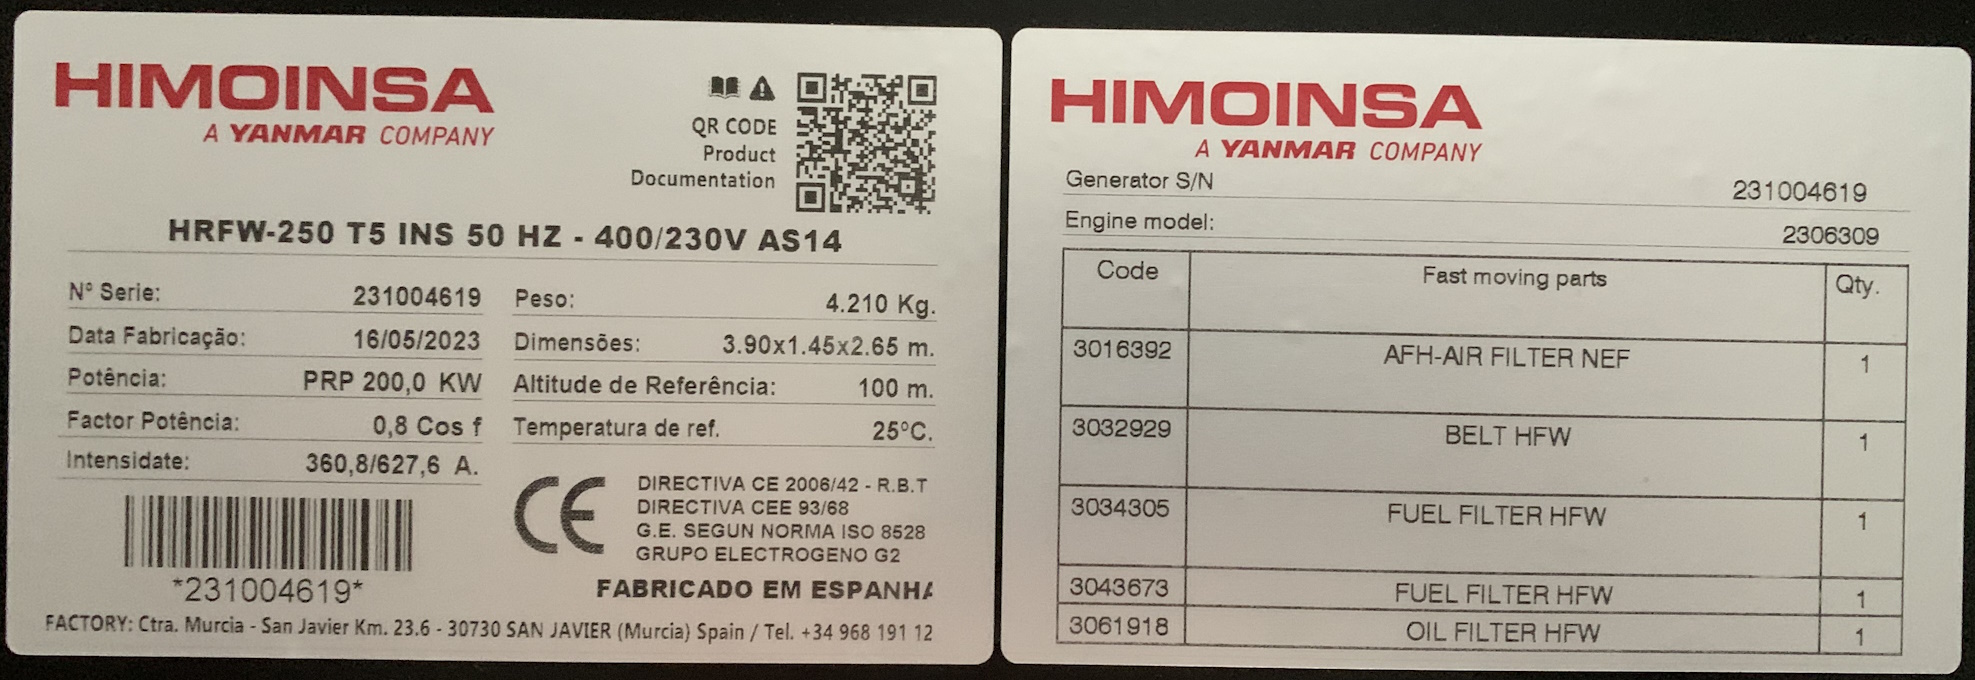 HIMOINSA
A YANMAR COMPANY
QR CODE
Product
Documentation
HRFW-250 T5 INS 50 HZ - 400/230V AS14
Nº Serie: 231004619
Data Fabricação: 16/05/2023
Potência: PRP 200,0 KW
Factor Potência: 0,8 Cos f
Intensidate: 360,8/627,6 A.
Peso: 4.210 Kg.
Dimensões: 3.90x1.45x2.65 m.
Altitude de Referência: 100 m.
Temperatura de ref. 25ºC.
*231004619*
CE
DIRECTIVA CE 2006/42 - R.B.T
DIRECTIVA CEE 93/68
G.E. SEGUN NORMA ISO 8528
GRUPO ELECTROGENO G2
FABRICADO EM ESPANHA
FACTORY: Ctra. Murcia - San Javier Km. 23.6 - 30730 SAN JAVIER (Murcia) Spain / Tel. +34 968 191 12
HIMOINSA
A YANMAR COMPANY
Generator S/N 231004619
Engine model: 2306309
Code Fast moving parts Qty.
3016392 AFH-AIR FILTER NEF 1
3032929 BELT HFW 1
3034305 FUEL FILTER HFW 1
3043673 FUEL FILTER HFW 1
3061918 OIL FILTER HFW 1